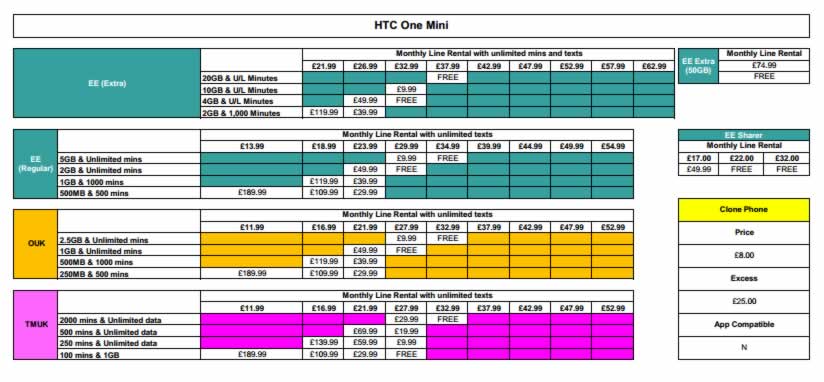 HTC One Mini
EE (Extra)
Monthly Line Rental with unlimited mins and texts
£21.99 £26.99 £32.99 £37.99 £42.99 £47.99 £52.99 £57.99 £62.99
20GB & U/L Minutes FREE
10GB & U/L Minutes £9.99
4GB & U/L Minutes £49.99 FREE
2GB & 1,000 Minutes £119.99 £39.99
EE Extra (50GB)
Monthly Line Rental
£74.99
FREE
EE (Regular)
Monthly Line Rental with unlimited texts
£13.99 £18.99 £23.99 £29.99 £34.99 £39.99 £44.99 £49.99 £54.99
5GB & Unlimited mins £9.99 FREE
2GB & Unlimited mins £49.99 FREE
1GB & 1000 mins £119.99 £39.99
500MB & 500 mins £189.99 £109.99 £29.99
EE Sharer
Monthly Line Rental
£17.00 £22.00 £32.00
£49.99 FREE FREE
OUK
Monthly Line Rental with unlimited texts
£11.99 £16.99 £21.99 £27.99 £32.99 £37.99 £42.99 £47.99 £52.99
2.5GB & Unlimited mins £9.99 FREE
1GB & Unlimited mins £49.99 FREE
500MB & 1000 mins £119.99 £39.99
250MB & 500 mins £189.99 £109.99 £29.99
TMUK
Monthly Line Rental with unlimited texts
£11.99 £16.99 £21.99 £27.99 £32.99 £37.99 £42.99 £47.99 £52.99
2000 mins & Unlimited data £29.99 FREE
500 mins & Unlimited data £69.99 £19.99
250 mins & Unlimited data £139.99 £59.99 £9.99
100 mins & 1GB £189.99 £109.99 £29.99 FREE
Clone Phone
Price
£8.00
Excess
£25.00
App Compatible
N